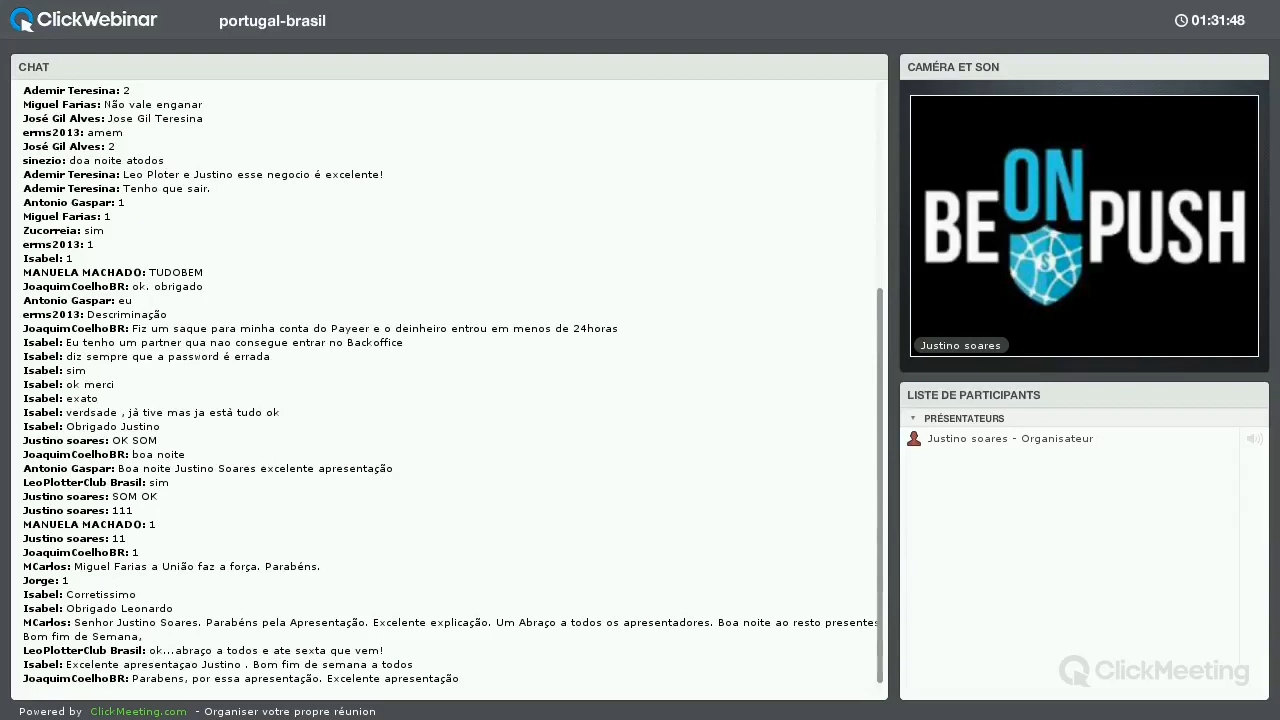 ClickWebinar
portugal-brasil
01:31:48
CHAT
Ademir Teresina: 2
Miguel Farias: Não vale enganar
José Gil Alves: Jose Gil Teresina
erms2013: amem
José Gil Alves: 2
sinezio: doa noite atodos
Ademir Teresina: Leo Ploter e Justino esse negocio é excelente!
Ademir Teresina: Tenho que sair.
Antonio Gaspar: 1
Miguel Farias: 1
Zucorreia: sim
erms2013: 1
Isabel: 1
MANUELA MACHADO: TUDOBEM
JoaquimCoelhoBR: ok. obrigado
Antonio Gaspar: eu
erms2013: Descriminação
JoaquimCoelhoBR: Fiz um saque para minha conta do Payeer e o deinheiro entrou em menos de 24horas
Isabel: Eu tenho um partner qua nao consegue entrar no Backoffice
Isabel: diz sempre que a password é errada
Isabel: sim
Isabel: ok merci
Isabel: exato
Isabel: verdsade , jà tive mas ja està tudo ok
Isabel: Obrigado Justino
Justino soares: OK SOM
JoaquimCoelhoBR: boa noite
Antonio Gaspar: Boa noite Justino Soares excelente apresentação
LeoPlotterClub Brasil: sim
Justino soares: SOM OK
Justino soares: 111
MANUELA MACHADO: 1
Justino soares: 11
JoaquimCoelhoBR: 1
MCarlos: Miguel Farias a União faz a força. Parabéns.
Jorge: 1
Isabel: Corretissimo
Isabel: Obrigado Leonardo
MCarlos: Senhor Justino Soares. Parabéns pela Apresentação. Excelente explicação. Um Abraço a todos os apresentadores. Boa noite ao resto presentes
Bom fim de Semana,
LeoPlotterClub Brasil: ok...abraço a todos e ate sexta que vem!
Isabel: Excelente apresentaçao Justino . Bom fim de semana a todos
JoaquimCoelhoBR: Parabens, por essa apresentação. Excelente apresentação
CAMÉRA ET SON
BE ON PUSH
S
Justino soares
LISTE DE PARTICIPANTS
PRÉSENTATEURS
Justino soares - Organisateur
ClickMeeting
Powered by ClickMeeting.com - Organiser votre propre réunion